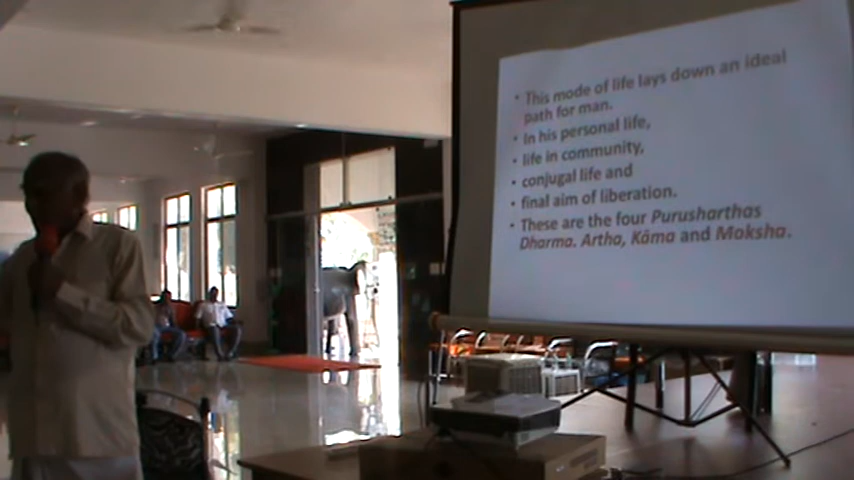 • This mode of life lays down an ideal
path for man.
• In his personal life,
• life in community,
• conjugal life and
• final aim of liberation.
• These are the four Purusharthas
Dharma. Artha, Kâma and Moksha.